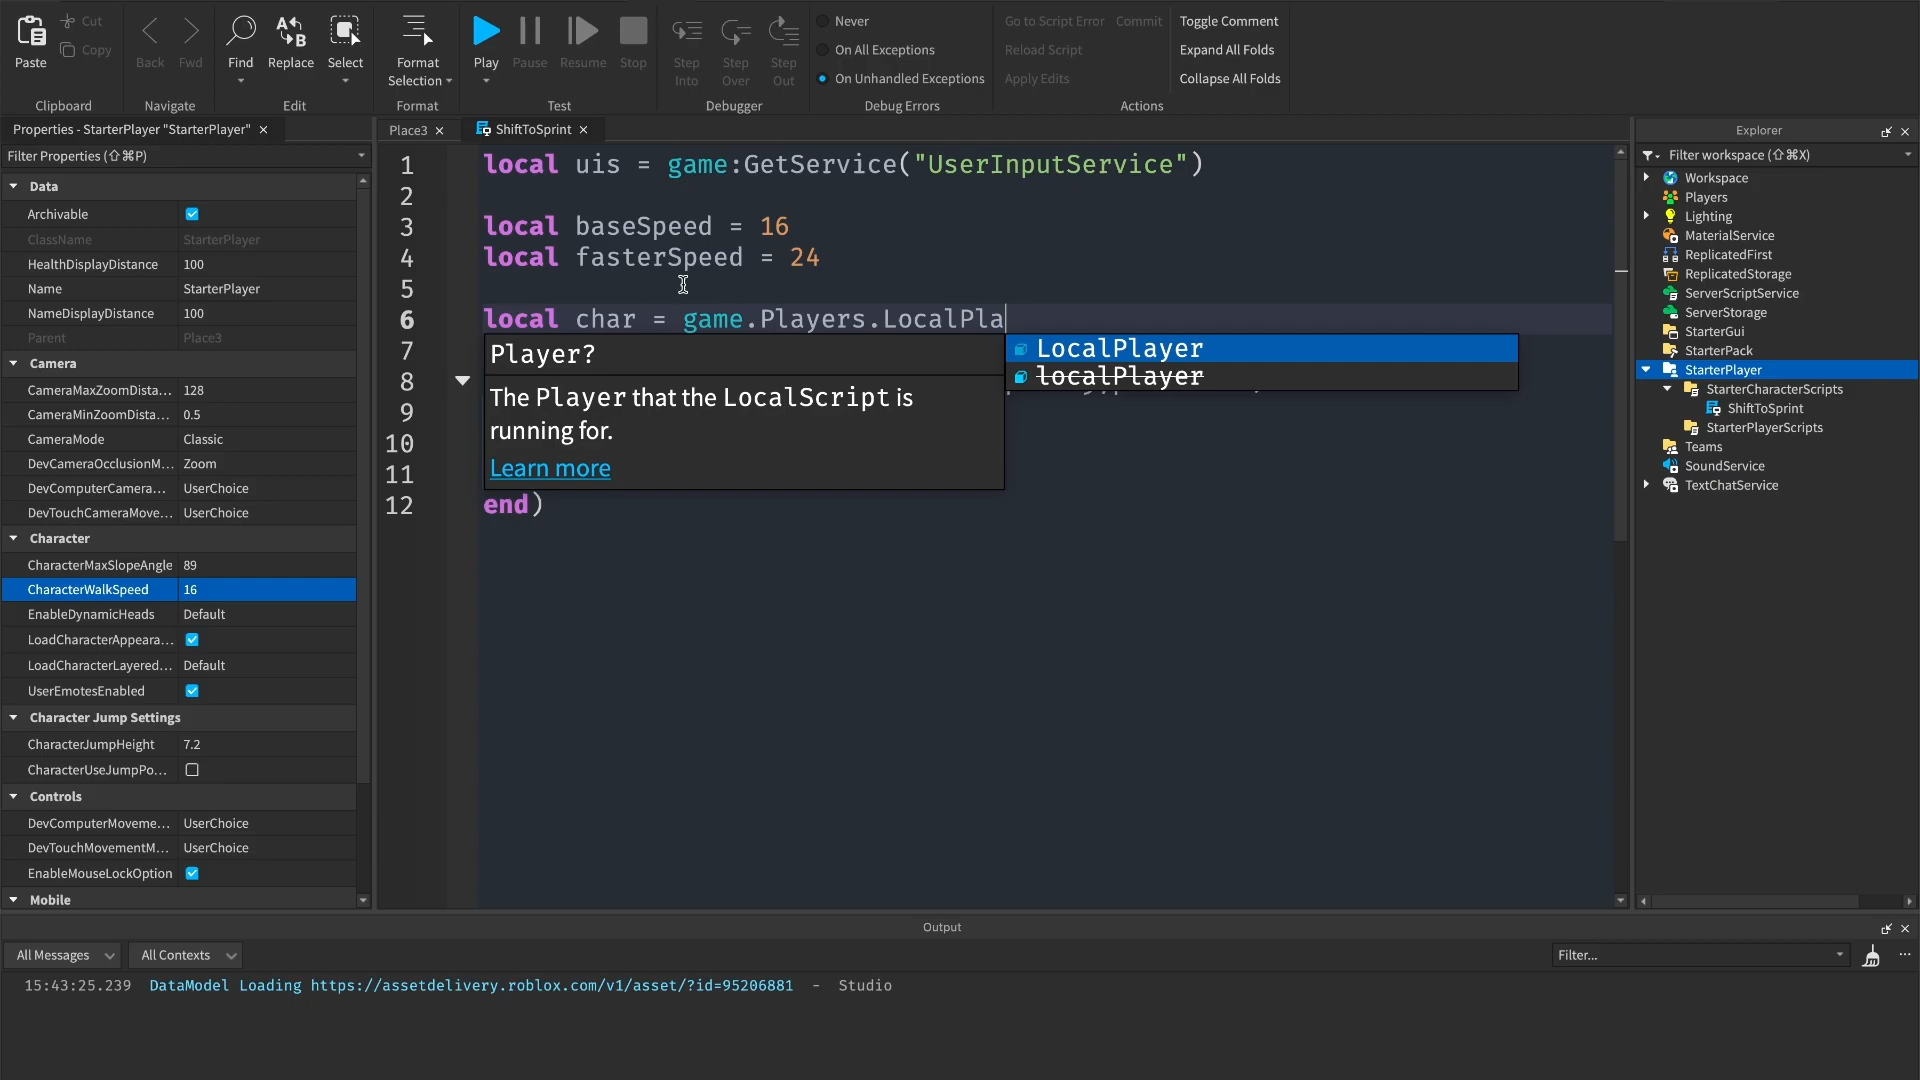 Paste
Cut
Copy
Clipboard
Back
Fwd
Navigate
Find
Replace
Select
Edit
Format
Selection
Format
Play
Pause
Resume
Stop
Test
Step
Into
Step
Over
Step
Out
Debugger
Never
On All Exceptions
On Unhandled Exceptions
Debug Errors
Go to Script Error
Commit
Reload Script
Apply Edits
Toggle Comment
Expand All Folds
Collapse All Folds
Actions
Properties - StarterPlayer "StarterPlayer"
Filter Properties (⇧⌘P)
Data
Archivable
ClassName StarterPlayer
HealthDisplayDistance 100
Name StarterPlayer
NameDisplayDistance 100
Parent Place3
Camera
CameraMaxZoomDista... 128
CameraMinZoomDista... 0.5
CameraMode Classic
DevCameraOcclusionM... Zoom
DevComputerCamera... UserChoice
DevTouchCameraMove... UserChoice
Character
CharacterMaxSlopeAngle 89
CharacterWalkSpeed 16
EnableDynamicHeads Default
LoadCharacterAppeara...
LoadCharacterLayered... Default
UserEmotesEnabled
Character Jump Settings
CharacterJumpHeight 7.2
CharacterUseJumpPo...
Controls
DevComputerMoveme... UserChoice
DevTouchMovementM... UserChoice
EnableMouseLockOption
Mobile
Place3
ShiftToSprint
1 local uis = game:GetService("UserInputService")
2
3 local baseSpeed = 16
4 local fasterSpeed = 24
5
6 local char = game.Players.LocalPla
7
8
9
10
11
12 end)
Player?
The Player that the LocalScript is
running for.
Learn more
LocalPlayer
localPlayer
Explorer
Filter workspace (⇧⌘X)
Workspace
Players
Lighting
MaterialService
ReplicatedFirst
ReplicatedStorage
ServerScriptService
ServerStorage
StarterGui
StarterPack
StarterPlayer
StarterCharacterScripts
ShiftToSprint
StarterPlayerScripts
Teams
SoundService
TextChatService
Output
All Messages
All Contexts
Filter...
15:43:25.239 DataModel Loading https://assetdelivery.roblox.com/v1/asset/?id=95206881 - Studio